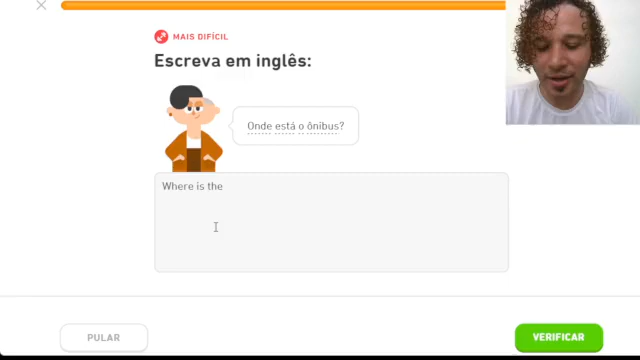 MAIS DIFÍCIL
Escreva em inglês:
Onde está o ônibus?
Where is the
PULAR
VERIFICAR